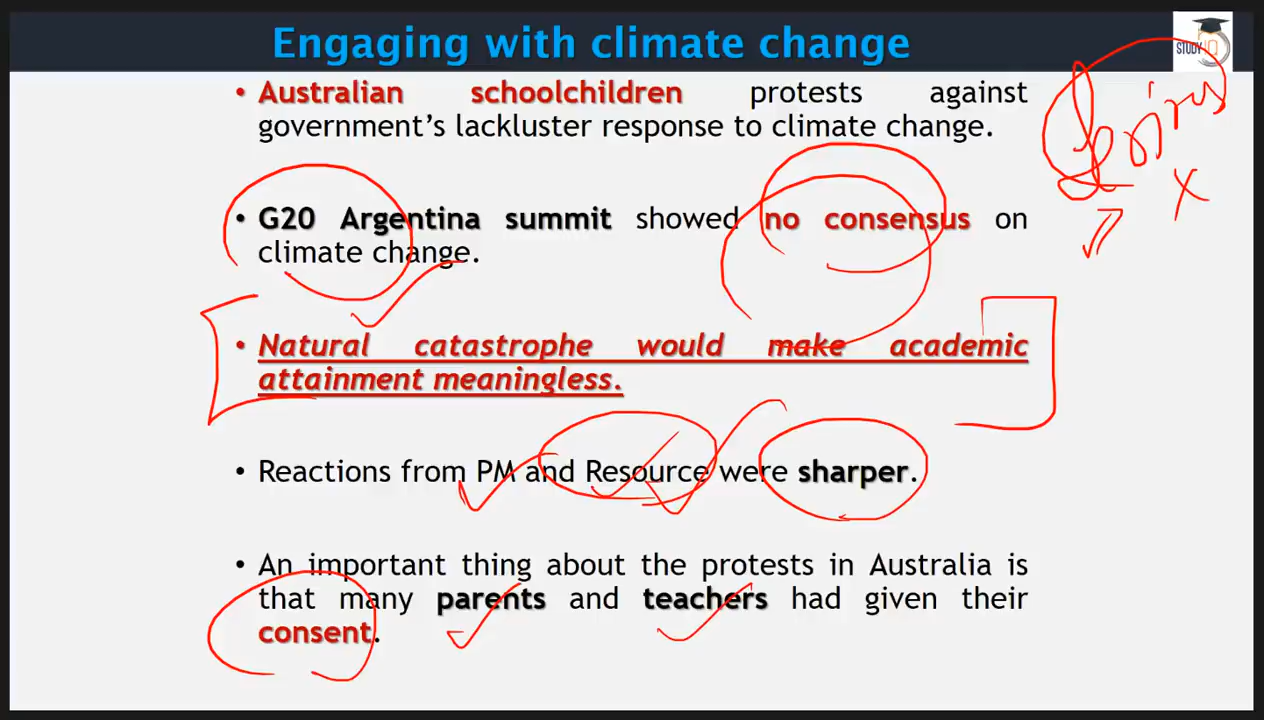 Engaging with climate change
STUDY IQ
• Australian schoolchildren protests against
government's lackluster response to climate change.
• G20 Argentina summit showed no consensus on
climate change.
• Natural catastrophe would make academic
attainment meaningless.
• Reactions from PM and Resource were sharper.
• An important thing about the protests in Australia is
that many parents and teachers had given their
consent.